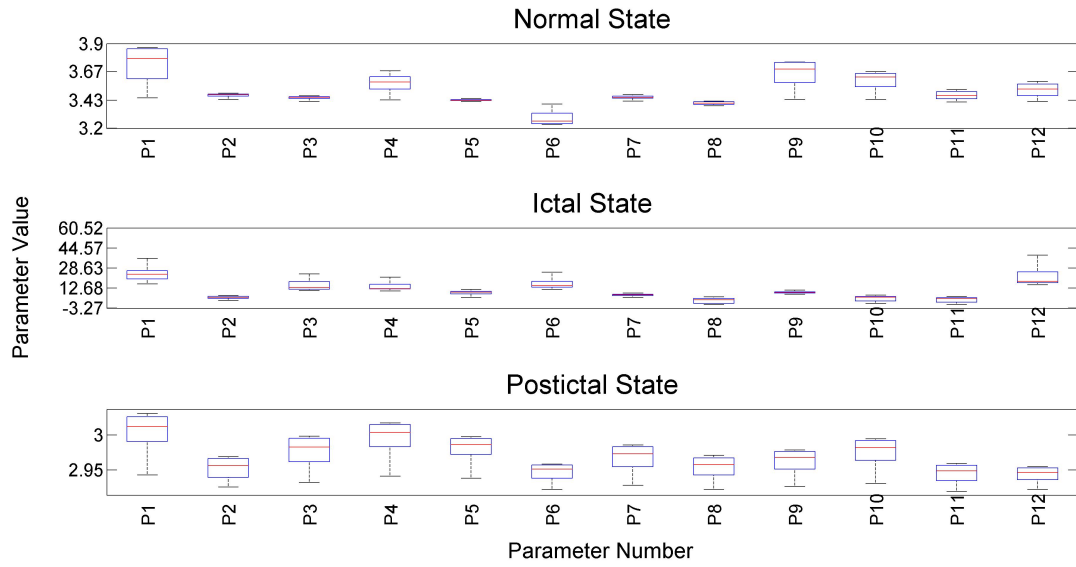 Normal State
3.9
3.67
3.43
3.2
P1 P2 P3 P4 P5 P6 P7 P8 P9 P10 P11 P12
Parameter Value
Ictal State
60.52
44.57
28.63
12.68
-3.27
P1 P2 P3 P4 P5 P6 P7 P8 P9 P10 P11 P12
Postictal State
3
2.95
P1 P2 P3 P4 P5 P6 P7 P8 P9 P10 P11 P12
Parameter Number